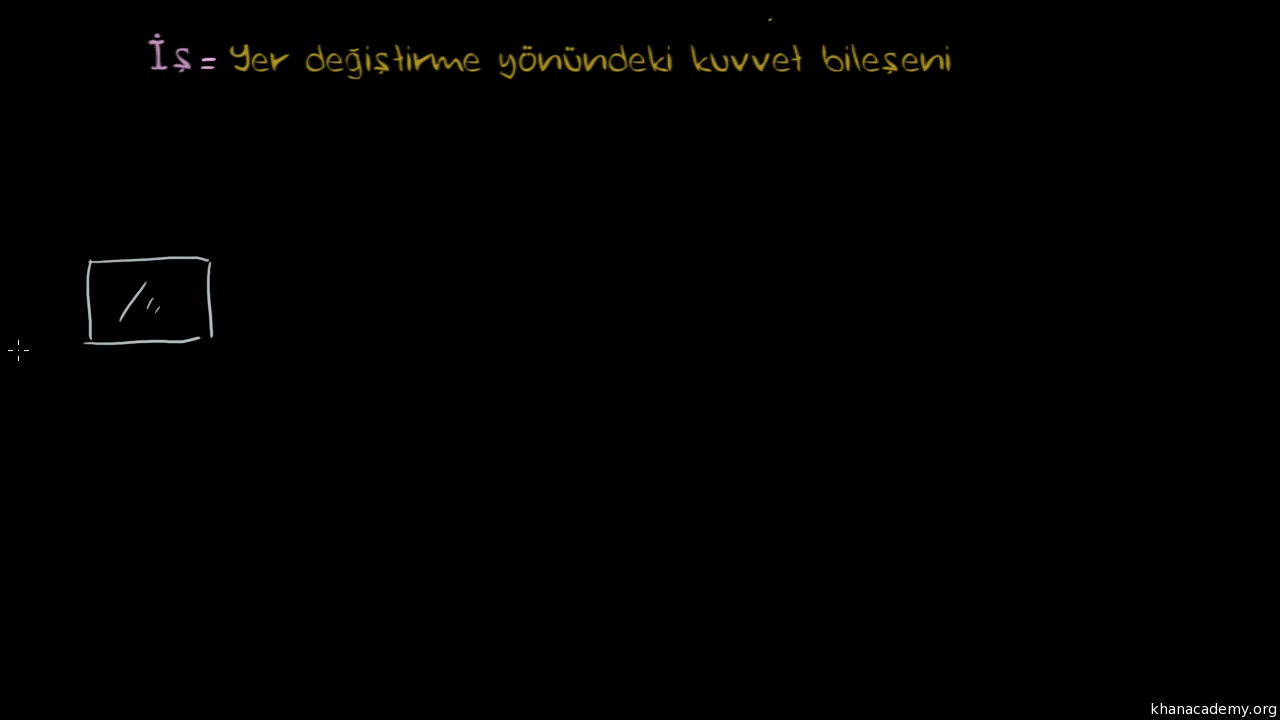 İş = Yer değiştirme yönündeki kuvvet bileşeni
khanacademy.org